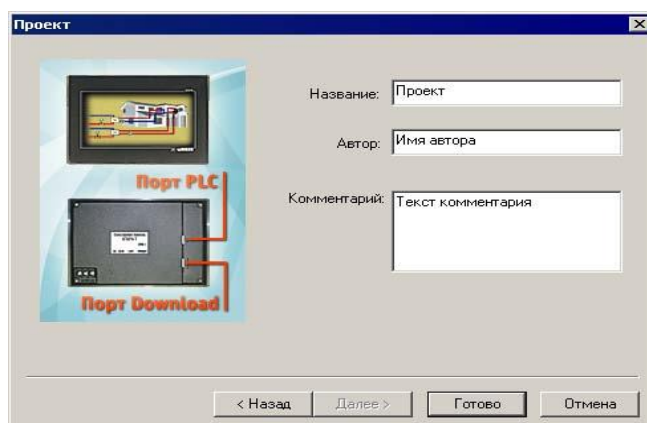 Проект
Название:
Проект
Автор:
Имя автора
Комментарий:
Текст комментария
Порт PLC
Порт Download
< Назад
Далее >
Готово
Отмена